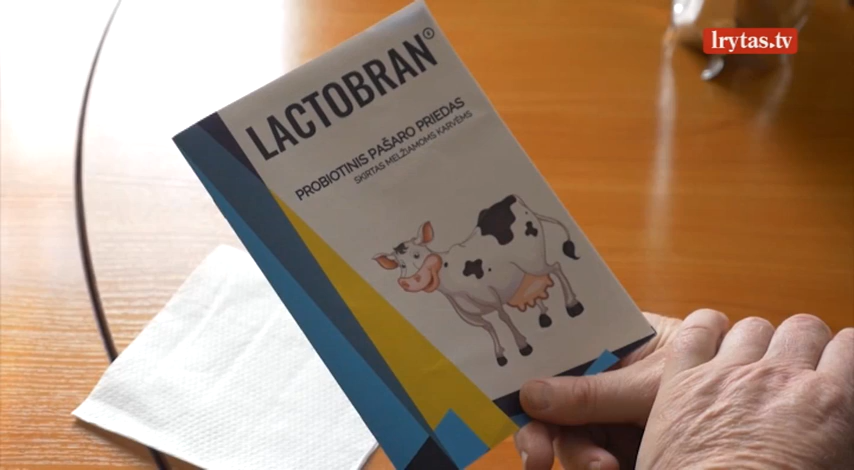 lrytas.tv
LACTOBRAN®
PROBIOTINIS PAŠARO PRIEDAS
SKIRTAS MELŽIAMOMS KARVĖMS